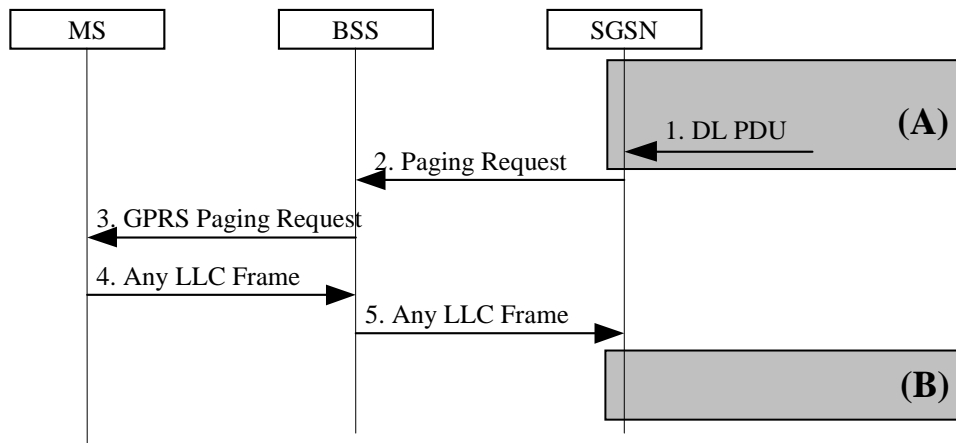 MS
BSS
SGSN
(A)
1. DL PDU
2. Paging Request
3. GPRS Paging Request
4. Any LLC Frame
5. Any LLC Frame
(B)